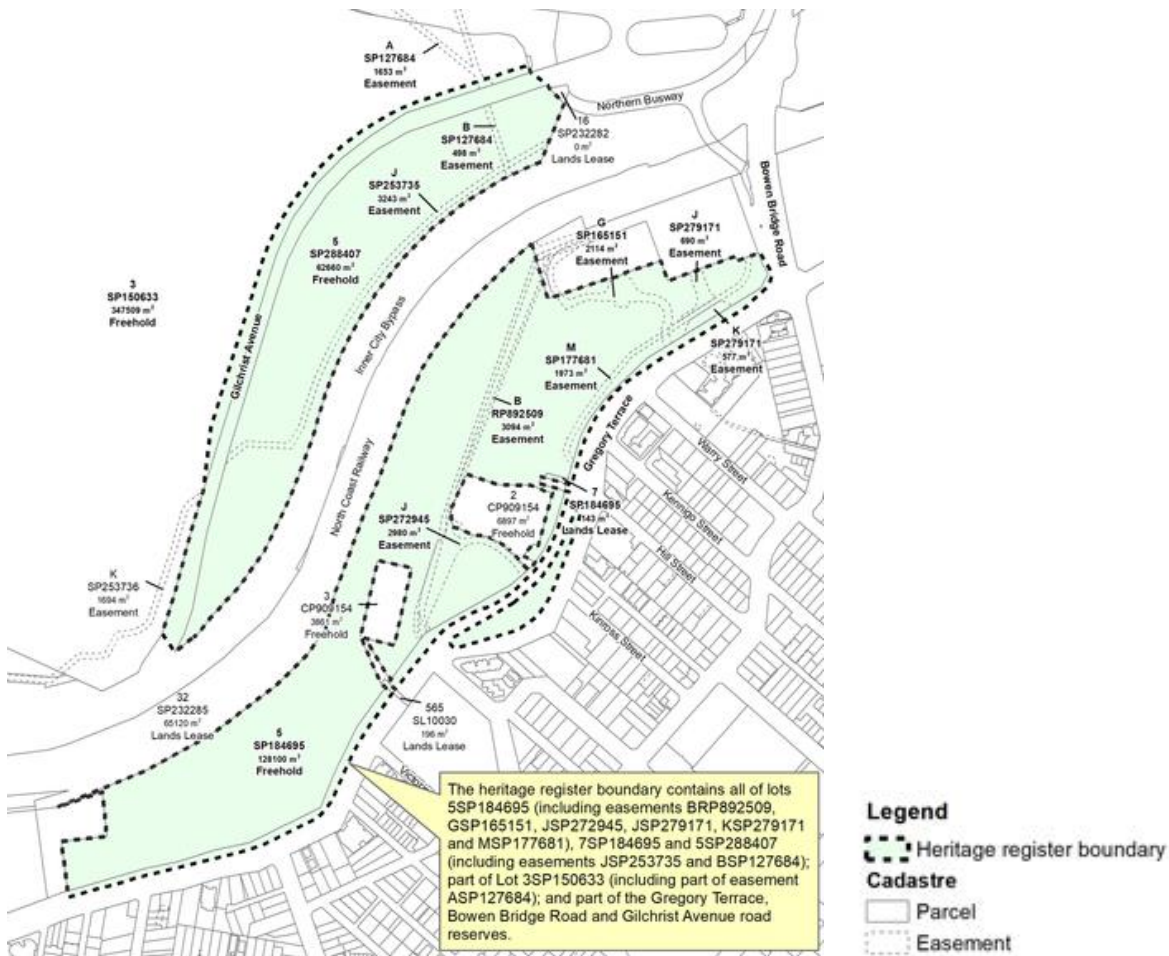 A
SP127684
1653 m²
Easement
Northern Busway
16
SP232282
0 m²
Lands Lease
B
SP127684
498 m²
Easement
Bowen Bridge Road
J
SP253735
3243 m²
Easement
G
SP165151
2114 m²
Easement
J
SP279171
690 m²
Easement
5
SP288407
62660 m²
Freehold
3
SP150633
347509 m²
Freehold
Gilchrist Avenue
Inner City Bypass
K
SP279171
577 m²
Easement
M
SP177681
1973 m²
Easement
B
RP892509
3094 m²
Easement
Gregory Terrace
Warry Street
North Coast Railway
2
CP909154
6897 m²
Freehold
7
SP184695
143 m²
Lands Lease
Kennigo Street
J
SP272945
2980 m²
Easement
Hill Street
K
SP253736
1694 m²
Easement
3
CP909154
3861 m²
Freehold
Kinross Street
32
SP232285
65120 m²
Lands Lease
565
SL10030
196 m²
Lands Lease
5
SP184695
128100 m²
Freehold
The heritage register boundary contains all of lots
5SP184695 (including easements BRP892509,
GSP165151, JSP272945, JSP279171, KSP279171
and MSP177681), 7SP184695 and 5SP288407
(including easements JSP253735 and BSP127684);
part of Lot 3SP150633 (including part of easement
ASP127684); and part of the Gregory Terrace,
Bowen Bridge Road and Gilchrist Avenue road
reserves.
Legend
Heritage register boundary
Cadastre
Parcel
Easement